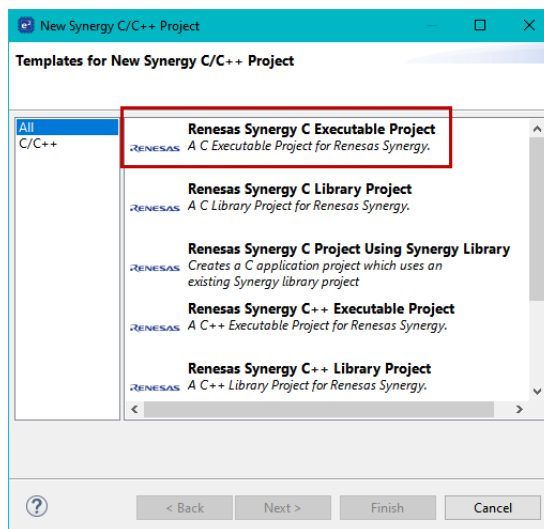 e² New Synergy C/C++ Project
Templates for New Synergy C/C++ Project
All
C/C++
Renesas Synergy C Executable Project
RENESAS A C Executable Project for Renesas Synergy.
Renesas Synergy C Library Project
RENESAS A C Library Project for Renesas Synergy.
Renesas Synergy C Project Using Synergy Library
RENESAS Creates a C application project which uses an
existing Synergy library project
Renesas Synergy C++ Executable Project
RENESAS A C++ Executable Project for Renesas Synergy.
Renesas Synergy C++ Library Project
RENESAS A C++ Library Project for Renesas Synergy.
? < Back Next > Finish Cancel